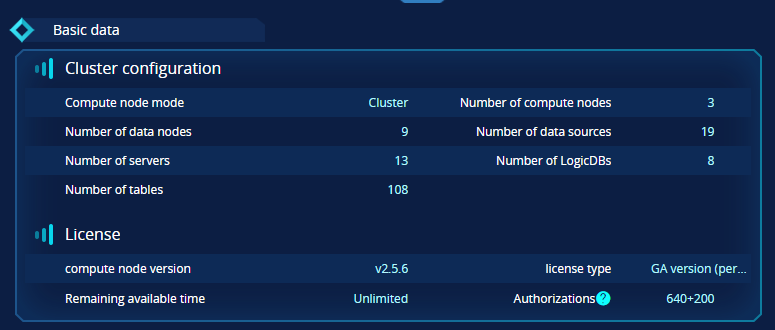 Basic data
Cluster configuration
Compute node mode Cluster Number of compute nodes 3
Number of data nodes 9 Number of data sources 19
Number of servers 13 Number of LogicDBs 8
Number of tables 108
License
compute node version v2.5.6 license type GA version (per...
Remaining available time Unlimited Authorizations ? 640+200